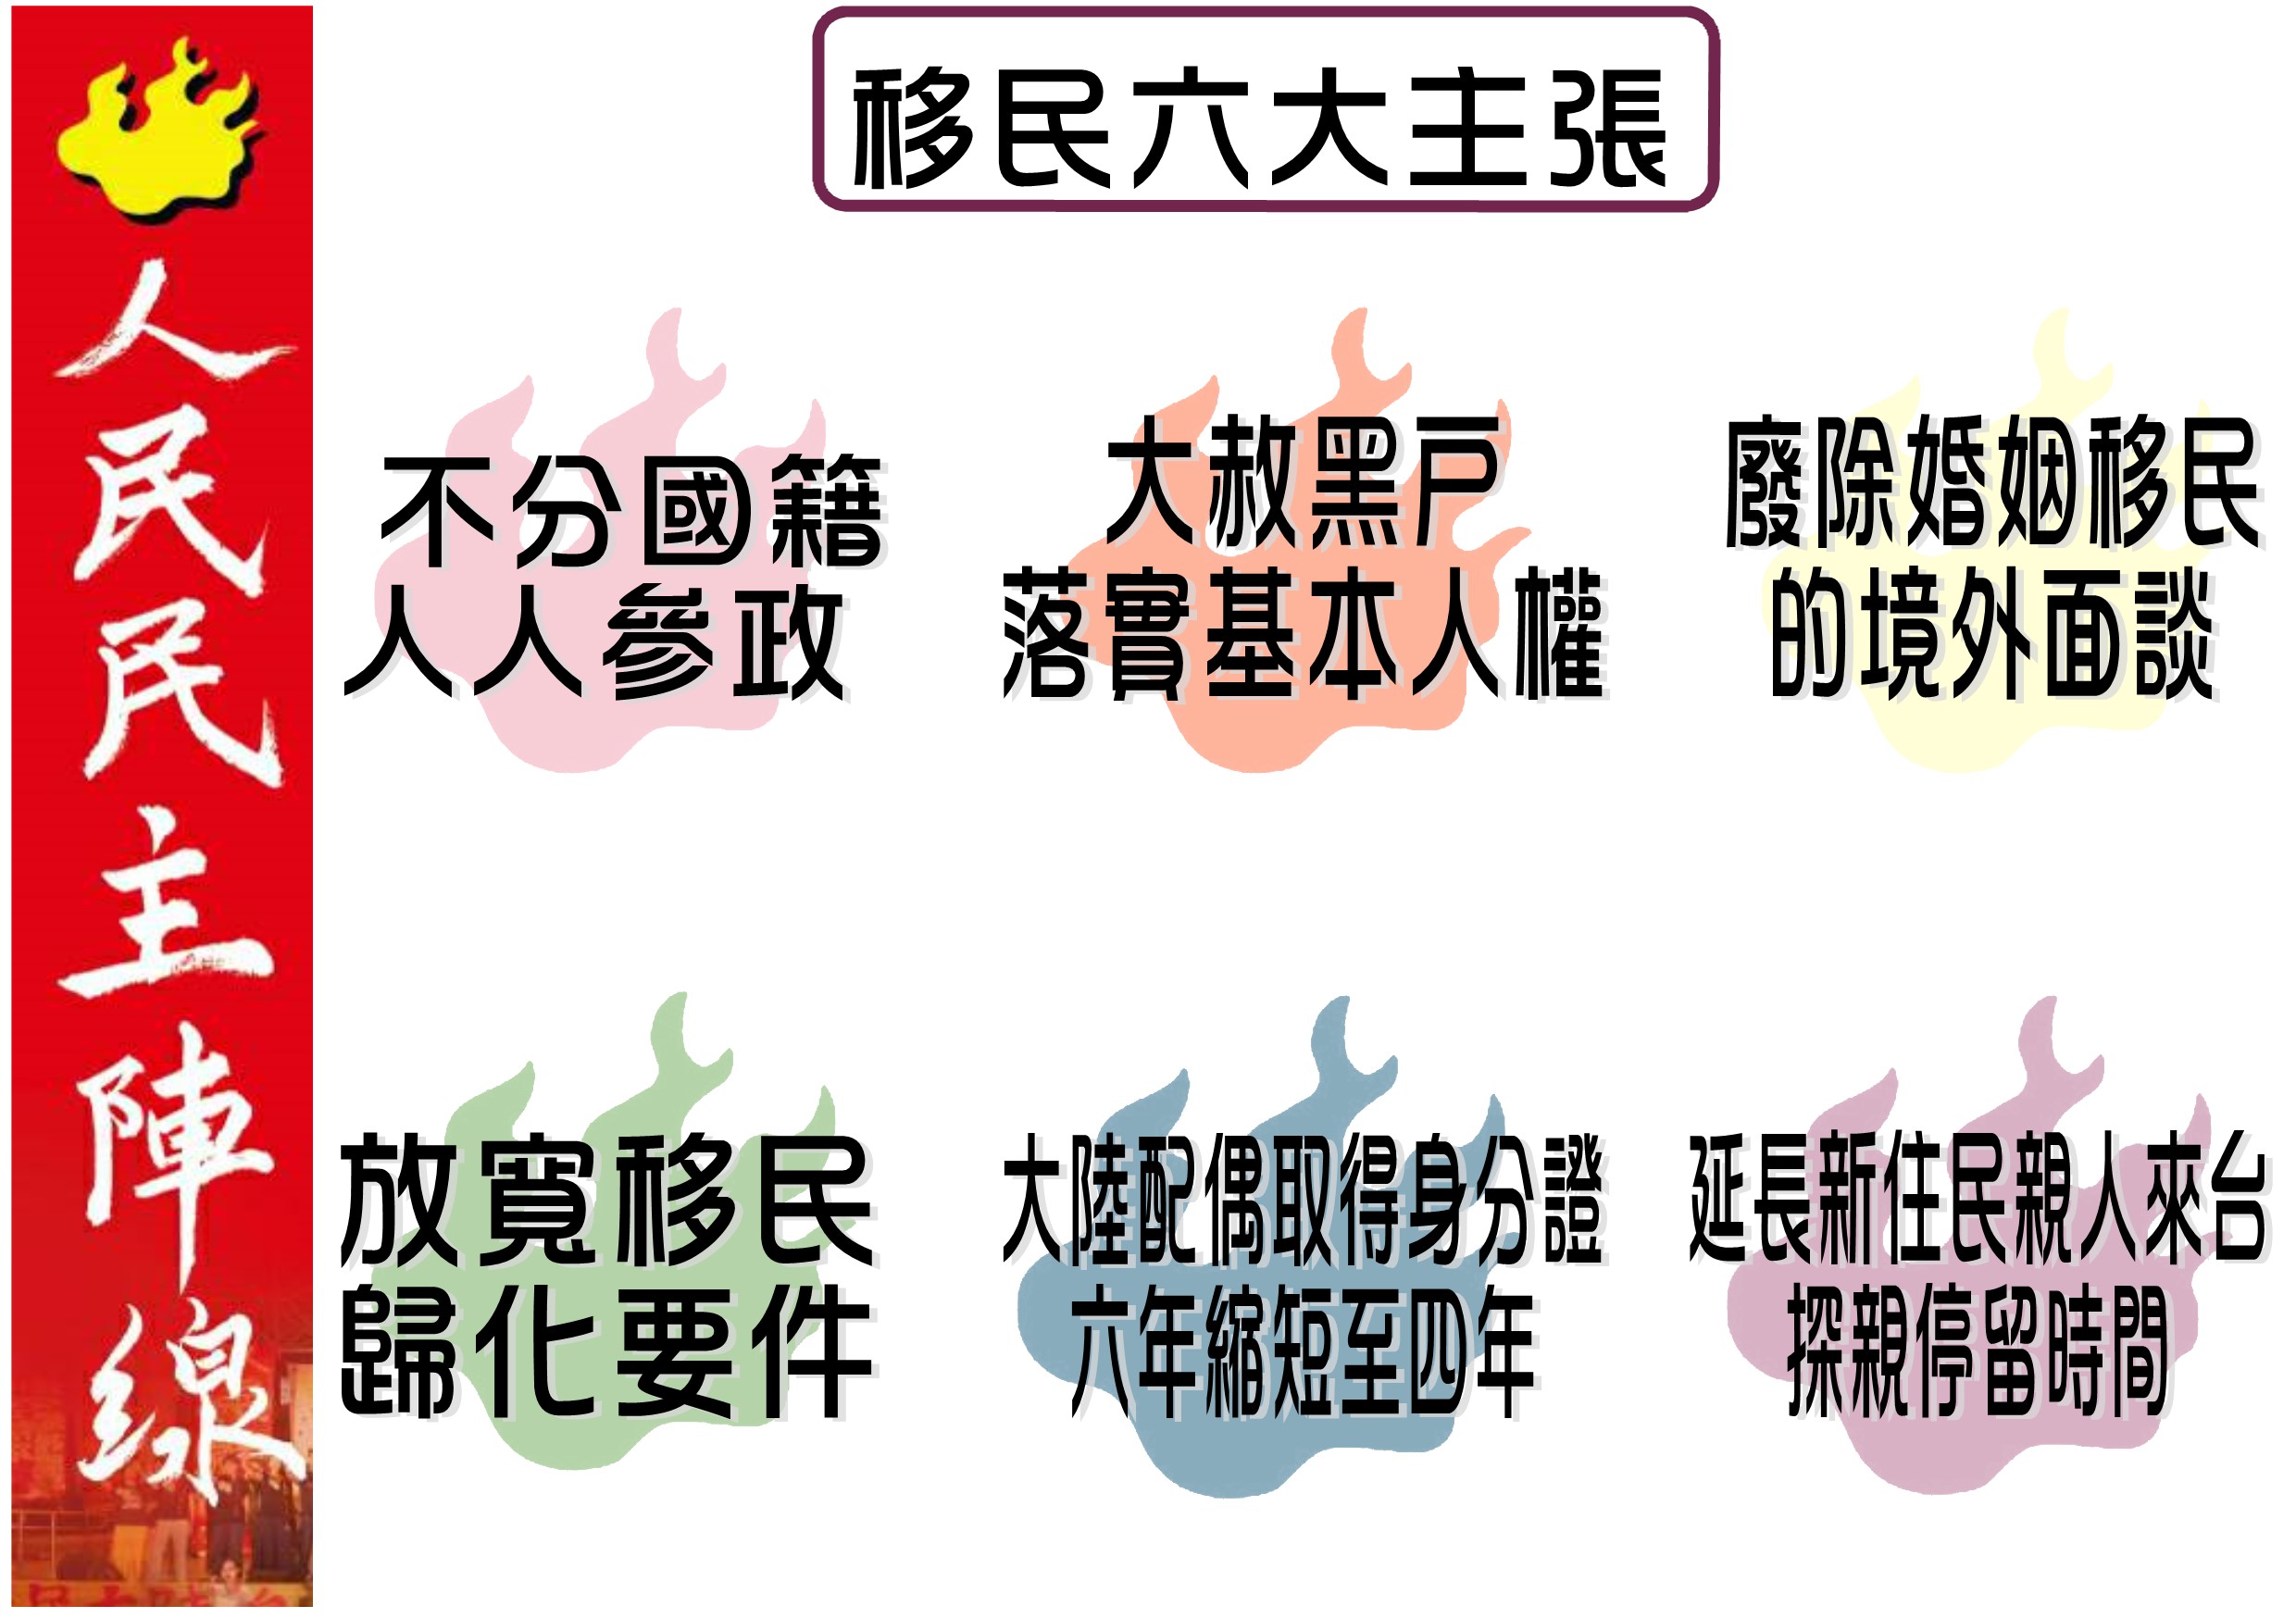 人民民主陣線
移民六大主張
不分國籍
人人參政
大赦黑戶
落實基本人權
廢除婚姻移民
的境外面談
放寬移民
歸化要件
大陸配偶取得身分證
六年縮短至四年
延長新住民親人來台
探親停留時間